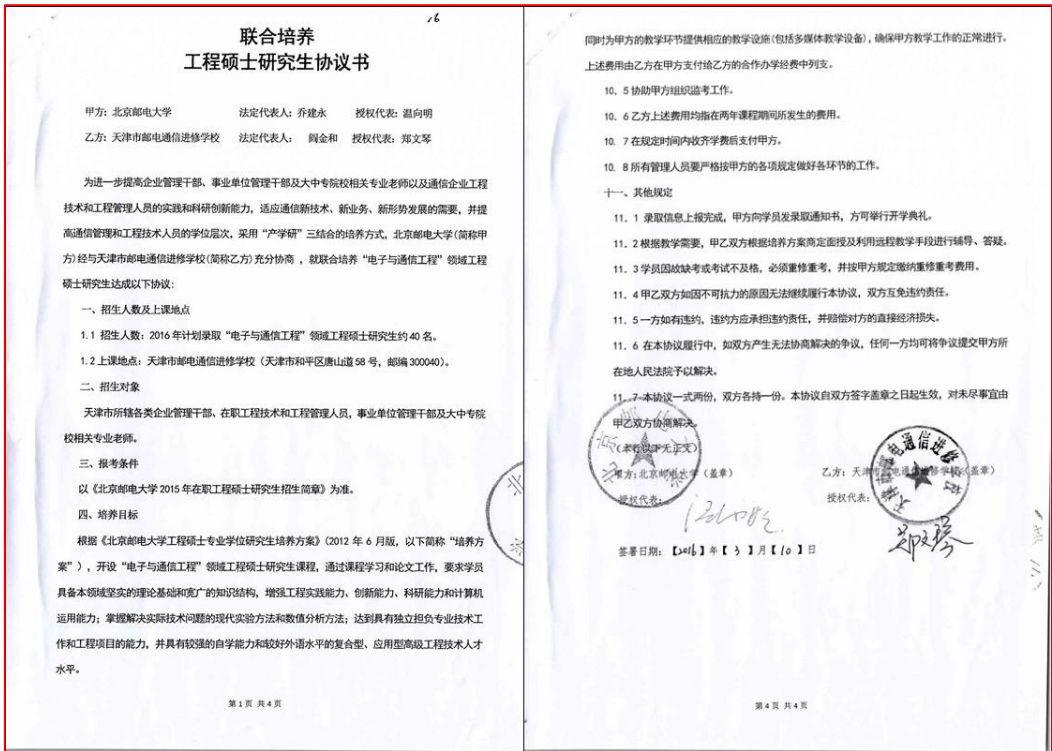 16
联合培养
工程硕士研究生协议书
甲方：北京邮电大学 法定代表人：乔建永 授权代表：温向明
乙方：天津市邮电通信进修学校 法定代表人： 阎金和 授权代表：郑文琴
为进一步提高企业管理干部、事业单位管理干部及大中专院校相关专业老师以及通信企业工程
技术和工程管理人员的实践和科研创新能力，适应通信新技术、新业务、新形势发展的需要，并提
高通信管理和工程技术人员的学位层次，采用“产学研”三结合的培养方式，北京邮电大学(简称甲
方)经与天津市邮电通信进修学校(简称乙方)充分协商 ，就联合培养“电子与通信工程”领域工程
硕士研究生达成以下协议：
一、招生人数及上课地点
1.1 招生人数：2016 年计划录取“电子与通信工程”领域工程硕士研究生约 40 名。
1.2 上课地点：天津市邮电通信进修学校（天津市和平区唐山道 58 号，邮编 300040）。
二、招生对象
天津市所辖各类企业管理干部、在职工程技术和工程管理人员，事业单位管理干部及大中专院
校相关专业老师。
三、报考条件
以《北京邮电大学 2015 年在职工程硕士研究生招生简章》为准。
四、培养目标
根据《北京邮电大学工程硕士专业学位研究生培养方案》（2012 年 6 月版，以下简称“培养方
案”），开设“电子与通信工程”领域工程硕士研究生课程，通过课程学习和论文工作，要求学员
具备本领域坚实的理论基础和宽广的知识结构，增强工程实践能力、创新能力、科研能力和计算机
运用能力；掌握解决实际技术问题的现代实验方法和数值分析方法；达到具有独立担负专业技术工
作和工程项目的能力，并具有较强的自学能力和较好外语水平的复合型、应用型高级工程技术人才
水平。
第 1 页 共 4 页
同时为甲方的教学环节提供相应的教学设施(包括多媒体教学设备)，确保甲方教学工作的正常进行。
上述费用由乙方在甲方支付给乙方的合作办学经费中列支。
10．5 协助甲方组织监考工作。
10．6 乙方上述费用均指在两年课程期间所发生的费用。
10．7 在规定时间内收齐学费后支付甲方。
10．8 所有管理人员要严格按甲方的各项规定做好各环节的工作。
十一、其他规定
11．1 录取信息上报完成，甲方向学员发录取通知书，方可举行开学典礼。
11．2 根据教学需要，甲乙双方根据培养方案商定面授及利用远程教学手段进行辅导、答疑。
11．3 学员因故缺考或考试不及格，必须重修重考，并按甲方规定缴纳重修重考费用。
11．4 甲乙双方如因不可抗力的原因无法继续履行本协议，双方互免违约责任。
11．5 一方如有违约，违约方应承担违约责任，并赔偿对方的直接经济损失。
11．6 在本协议履行中，如双方产生无法协商解决的争议，任何一方均可将争议提交甲方所
在地人民法院予以解决。
11．7 本协议一式两份，双方各持一份。本协议自双方签字盖章之日起生效，对未尽事宜由
甲乙双方协商解决。
（本行以下无正文）
甲方：北京邮电大学（盖章） 乙方：天津市邮电通信进修学校（盖章）
授权代表： 授权代表：
郑文琴
签署日期：【2016】年【3】月【10】日
第 4 页 共 4 页